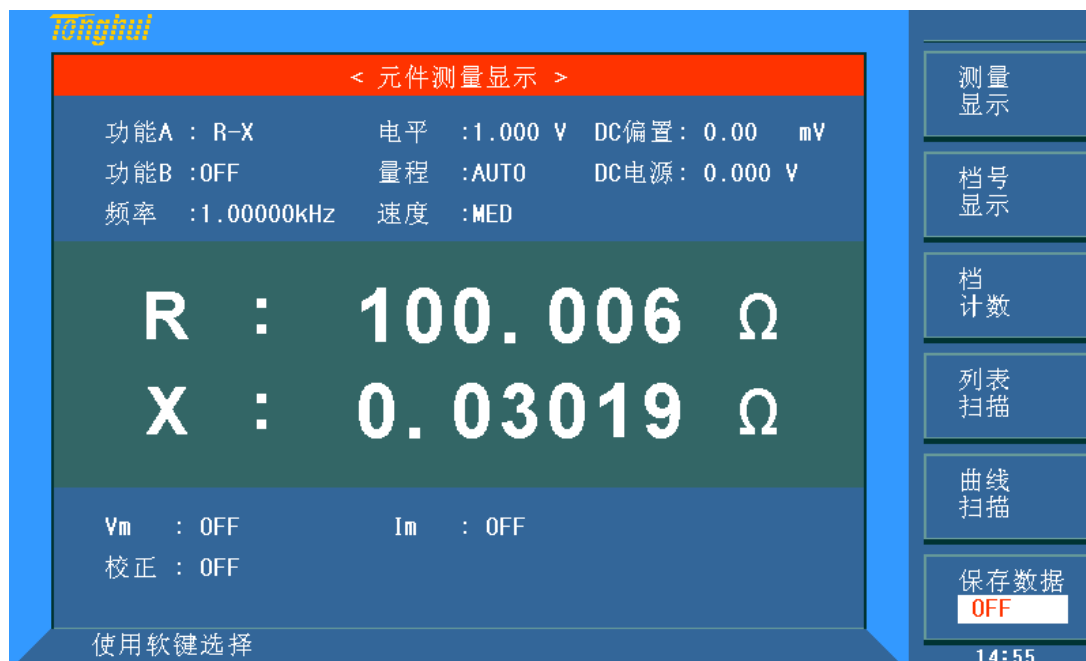 Tonghui
< 元件测量显示 >
功能A : R-X 电平 :1.000 V DC偏置: 0.00 mV
功能B :OFF 量程 :AUTO DC电源: 0.000 V
频率 :1.00000kHz 速度 :MED
R : 100.006 Ω
X : 0.03019 Ω
Vm : OFF Im : OFF
校正 : OFF
使用软键选择
测量
显示
档号
显示
档
计数
列表
扫描
曲线
扫描
保存数据
OFF
14:55